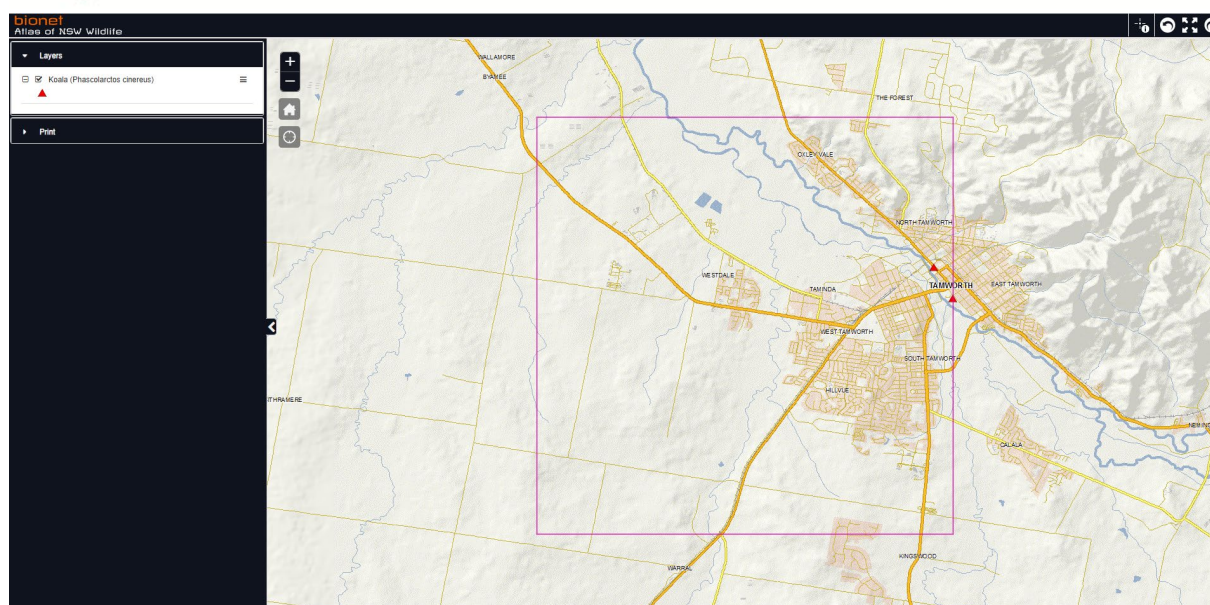 bionet
Atlas of NSW Wildlife
Layers
Koala (Phascolarctos cinereus)
Print
+
−
WALLAMORE
BYAMEE
THE FOREST
OXLEY VALE
NORTH TAMWORTH
WESTDALE
TAMINDA
TAMWORTH
EAST TAMWORTH
WEST TAMWORTH
SOUTH TAMWORTH
HILLVUE
CALALA
KINGSWOOD
WARRAL